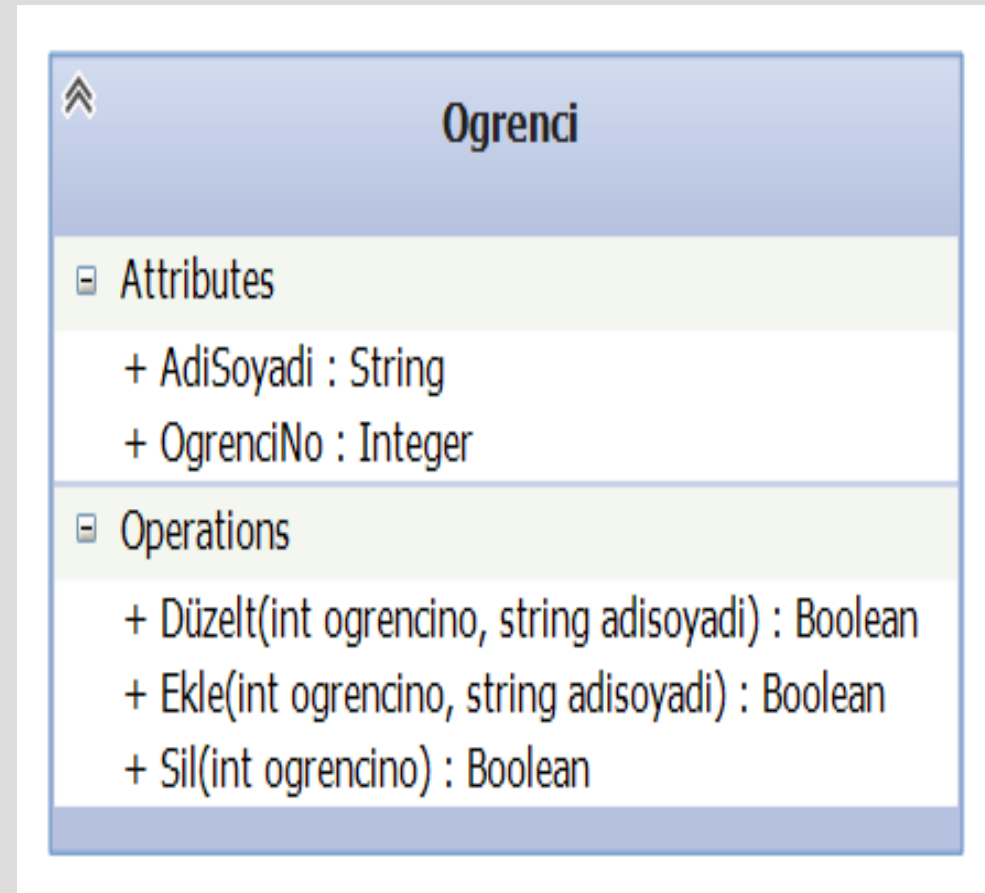 Ogrenci
Attributes
+ AdiSoyadi : String
+ OgrenciNo : Integer
Operations
+ Düzelt(int ogrencino, string adisoyadi) : Boolean
+ Ekle(int ogrencino, string adisoyadi) : Boolean
+ Sil(int ogrencino) : Boolean